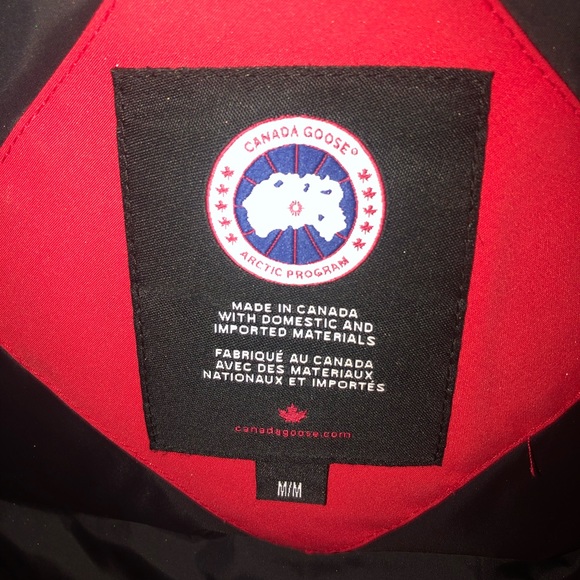 CANADA GOOSE®
ARCTIC PROGRAM
MADE IN CANADA
WITH DOMESTIC AND
IMPORTED MATERIALS
FABRIQUÉ AU CANADA
AVEC DES MATERIAUX
NATIONAUX ET IMPORTÉS
canadagoose.com
M/M